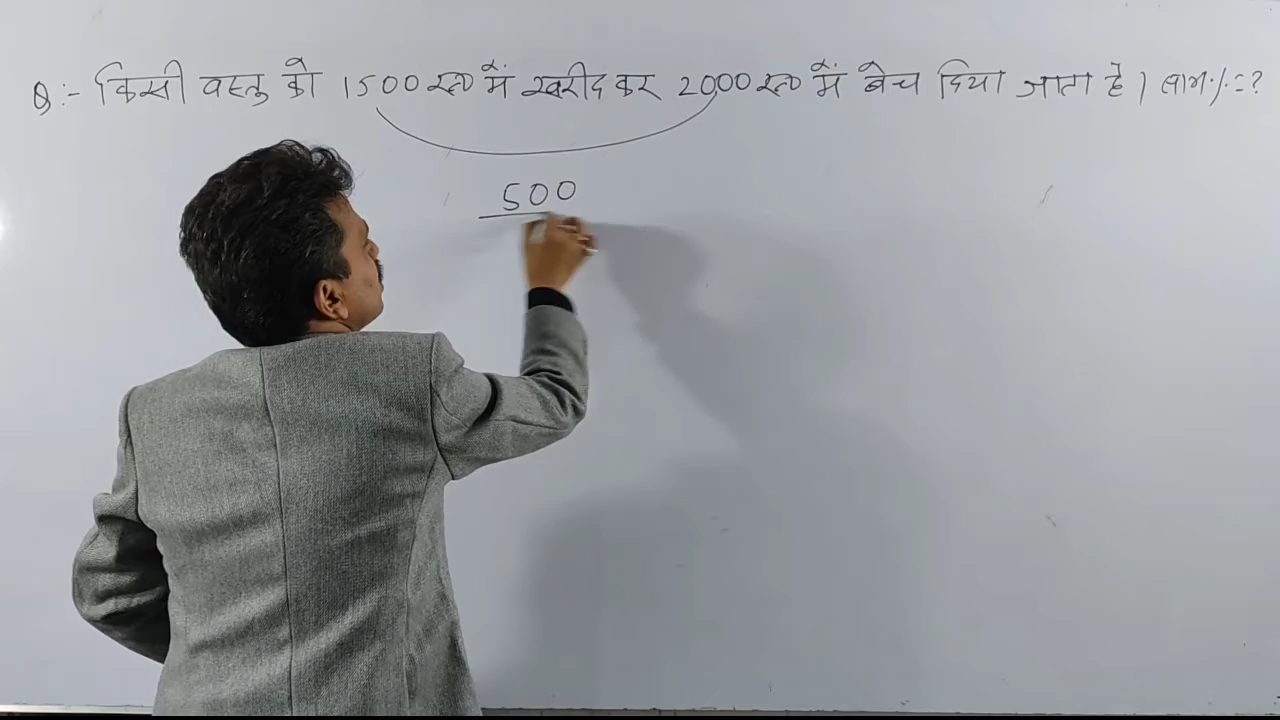 Q:- किसी वस्तु को 1500 रू० में खरीद कर 2000 रू० में बेच दिया जाता है। लाभ% = ?
500